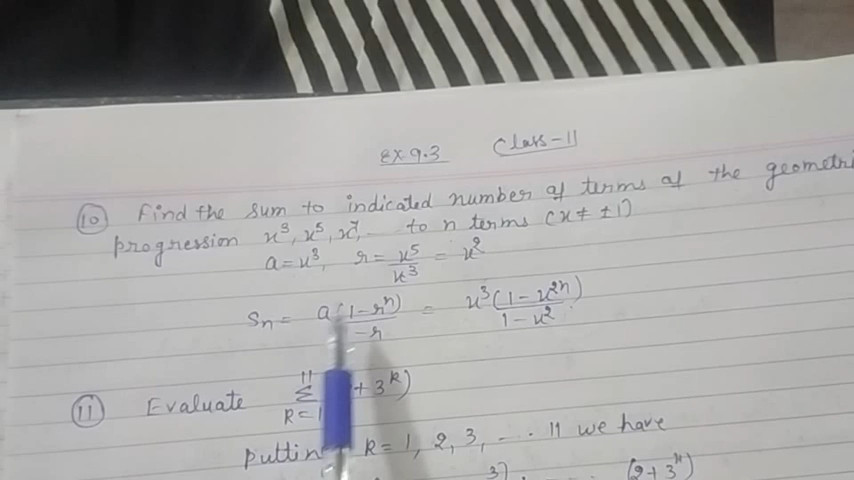 Ex 9.3 Class-11
(10) Find the sum to indicated number of terms of the geometri
progression x³, x⁵, x⁷,.. to n terms (x ≠ ±1)
a = x³, r = x⁵/x³ = x²
Sn = a(1-rⁿ)/-r = x³(1-x²ⁿ)/1-x²
(11) Evaluate 11 Σ K=1 + 3ᴷ)
puttin K = 1, 2, 3, -.. 11 we have
3) (2+3¹¹)